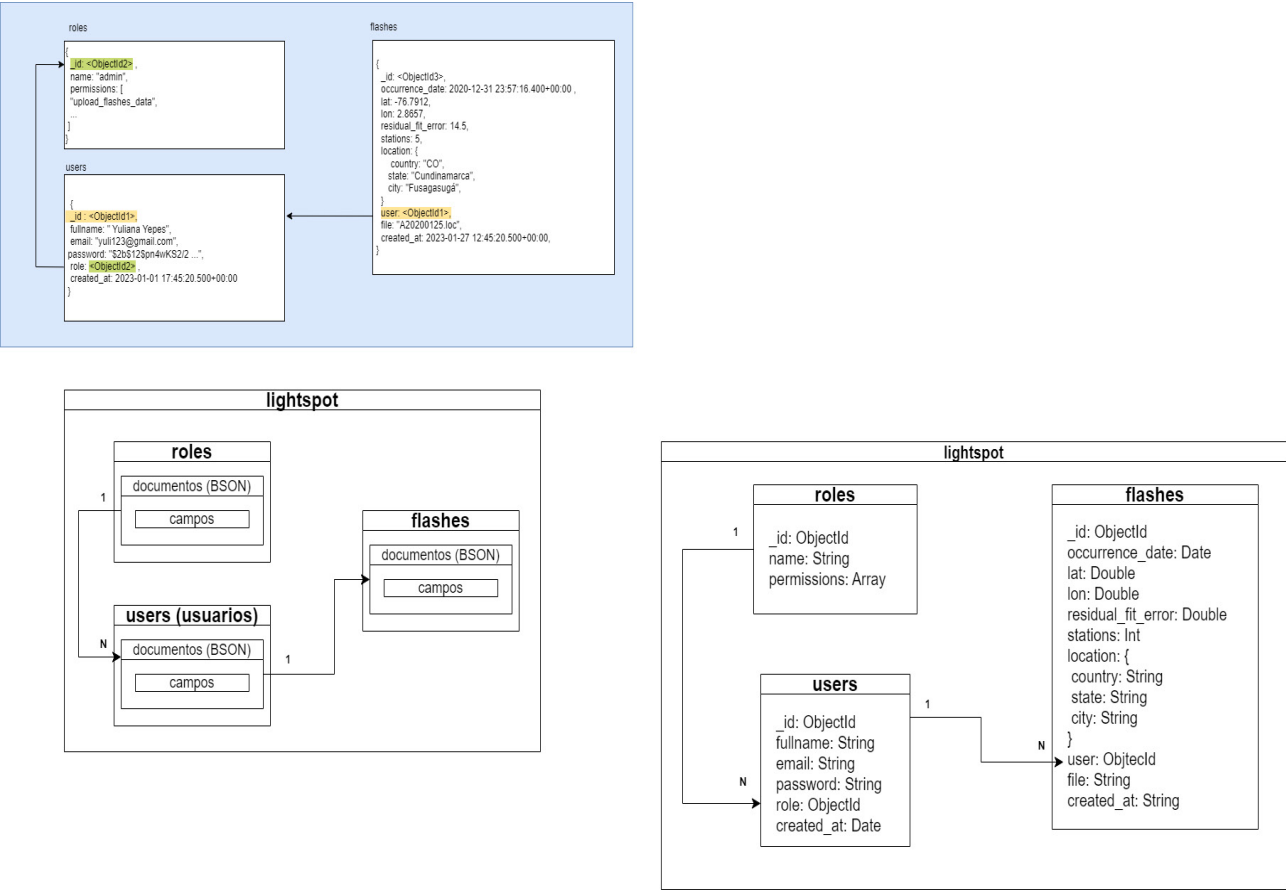 roles
{
_id: <ObjectId2> ,
name: "admin",
permissions: [
"upload_flashes_data",
...
]
}
users
{
_id : <ObjectId1>,
fullname: " Yuliana Yepes",
email: "yuli123@gmail.com",
password: "$2b$12$pn4wKS2/2 ...",
role: <ObjectId2> ,
created_at: 2023-01-01 17:45:20.500+00:00
}
flashes
{
_id: <ObjectId3>,
occurrence_date: 2020-12-31 23:57:16.400+00:00 ,
lat: -76.7912,
lon: 2.8657,
residual_fit_error: 14.5,
stations: 5,
location: {
country: "CO",
state: "Cundinamarca",
city: "Fusagasugá",
}
user: <ObjectId1>,
file: "A20200125.loc",
created_at: 2023-01-27 12:45:20.500+00:00,
}
lightspot
roles
documentos (BSON)
campos
1
N
users (usuarios)
documentos (BSON)
campos
1
flashes
documentos (BSON)
campos
lightspot
roles
_id: ObjectId
name: String
permissions: Array
1
N
users
_id: ObjectId
fullname: String
email: String
password: String
role: ObjectId
created_at: Date
1
N
flashes
_id: ObjectId
occurrence_date: Date
lat: Double
lon: Double
residual_fit_error: Double
stations: Int
location: {
country: String
state: String
city: String
}
user: ObjtecId
file: String
created_at: String